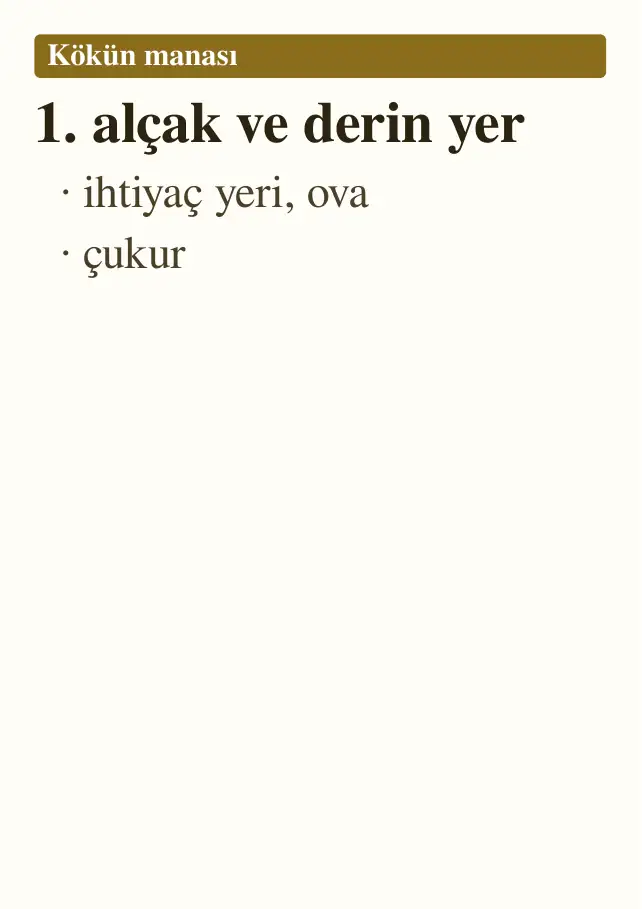 Kökün manası
1. alçak ve derin yer
· ihtiyaç yeri, ova
· çukur